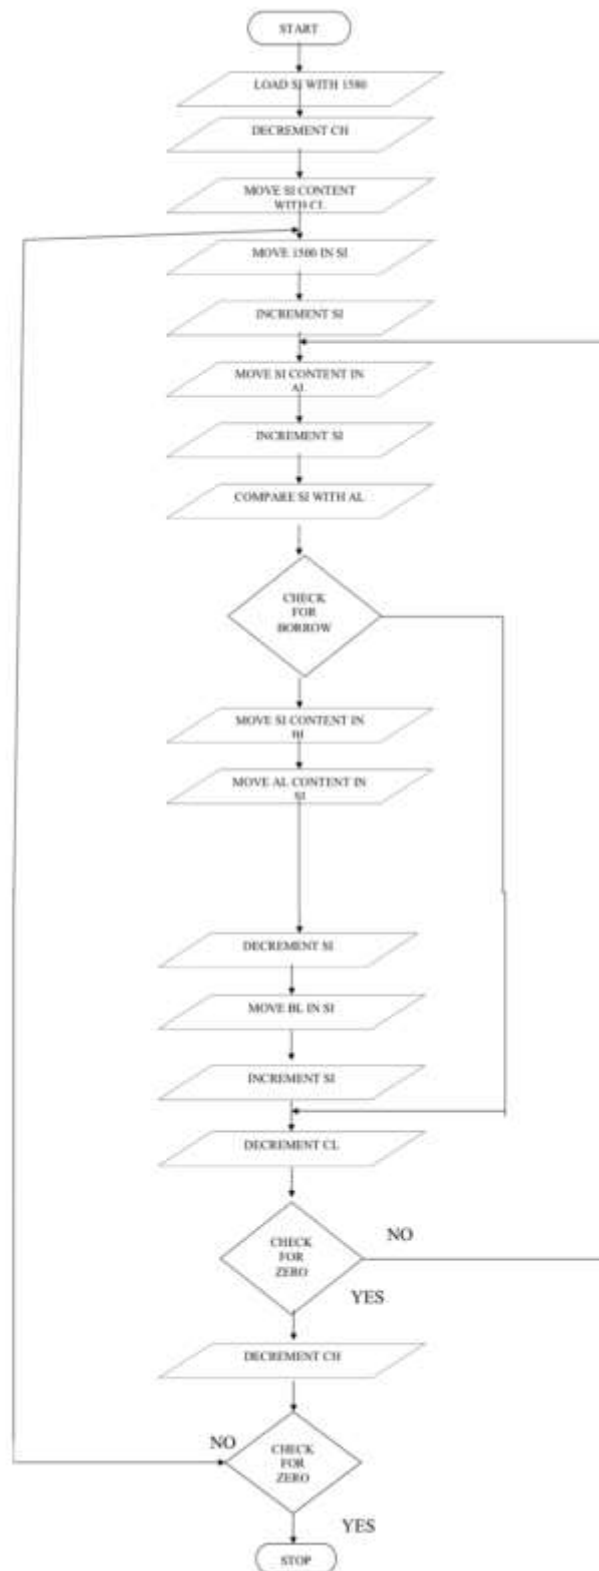 START
LOAD SI WITH 1500
DECREMENT CH
MOVE SI CONTENT
WITH CL
MOVE 1500 IN SI
INCREMENT SI
MOVE SI CONTENT IN
AL
INCREMENT SI
COMPARE SI WITH AL
CHECK
FOR
BORROW
MOVE SI CONTENT IN
BL
MOVE AL CONTENT IN
SI
DECREMENT SI
MOVE BL IN SI
INCREMENT SI
DECREMENT CL
CHECK
FOR
ZERO
NO
YES
DECREMENT CH
NO
CHECK
FOR
ZERO
YES
STOP